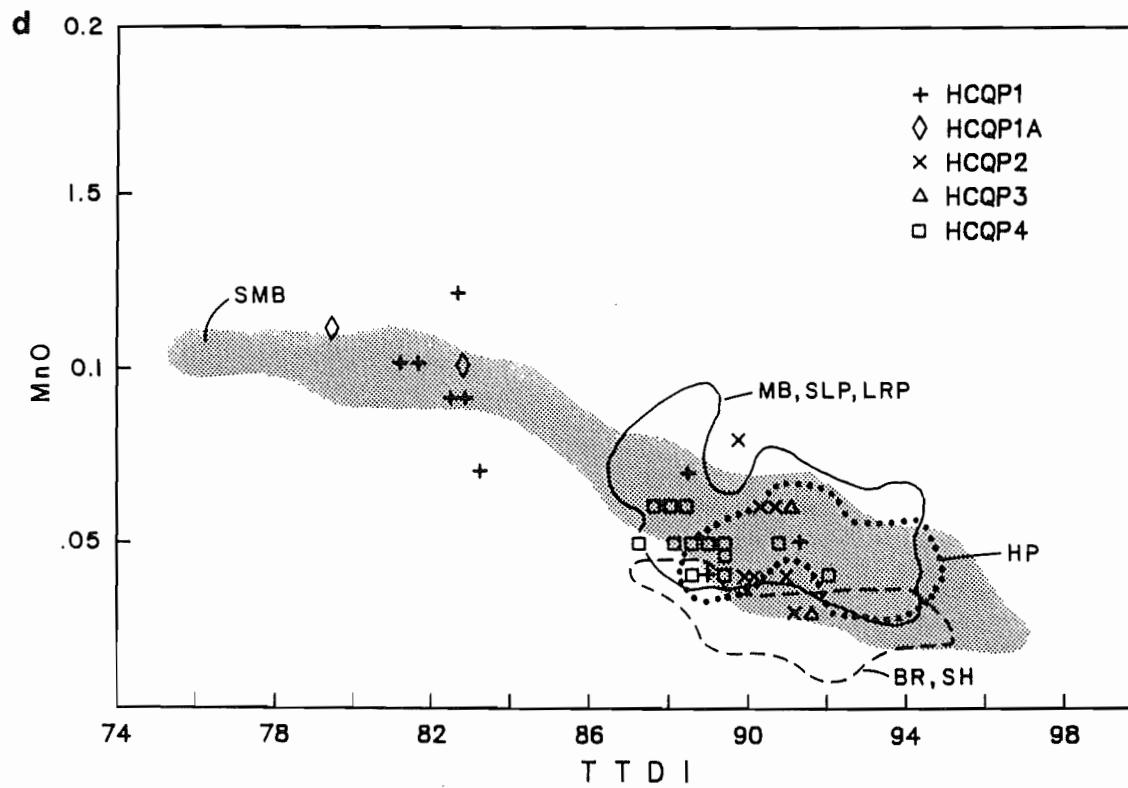 d
0.2
1.5
0.1
.05
MnO
HCQP1
HCQP1A
HCQP2
HCQP3
HCQP4
SMB
MB, SLP, LRP
HP
BR, SH
74 78 82 86 90 94 98
TTDI